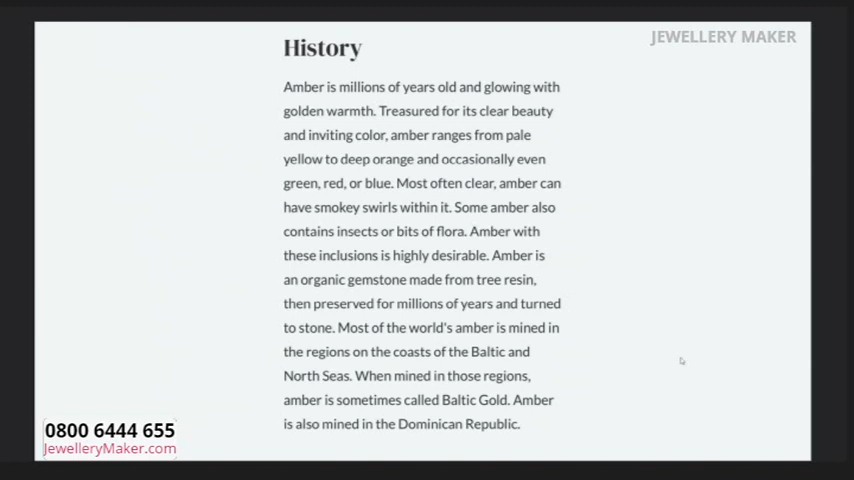 JEWELLERY MAKER
History
Amber is millions of years old and glowing with
golden warmth. Treasured for its clear beauty
and inviting color, amber ranges from pale
yellow to deep orange and occasionally even
green, red, or blue. Most often clear, amber can
have smokey swirls within it. Some amber also
contains insects or bits of flora. Amber with
these inclusions is highly desirable. Amber is
an organic gemstone made from tree resin,
then preserved for millions of years and turned
to stone. Most of the world's amber is mined in
the regions on the coasts of the Baltic and
North Seas. When mined in those regions,
amber is sometimes called Baltic Gold. Amber
is also mined in the Dominican Republic.
0800 6444 655
JewelleryMaker.com